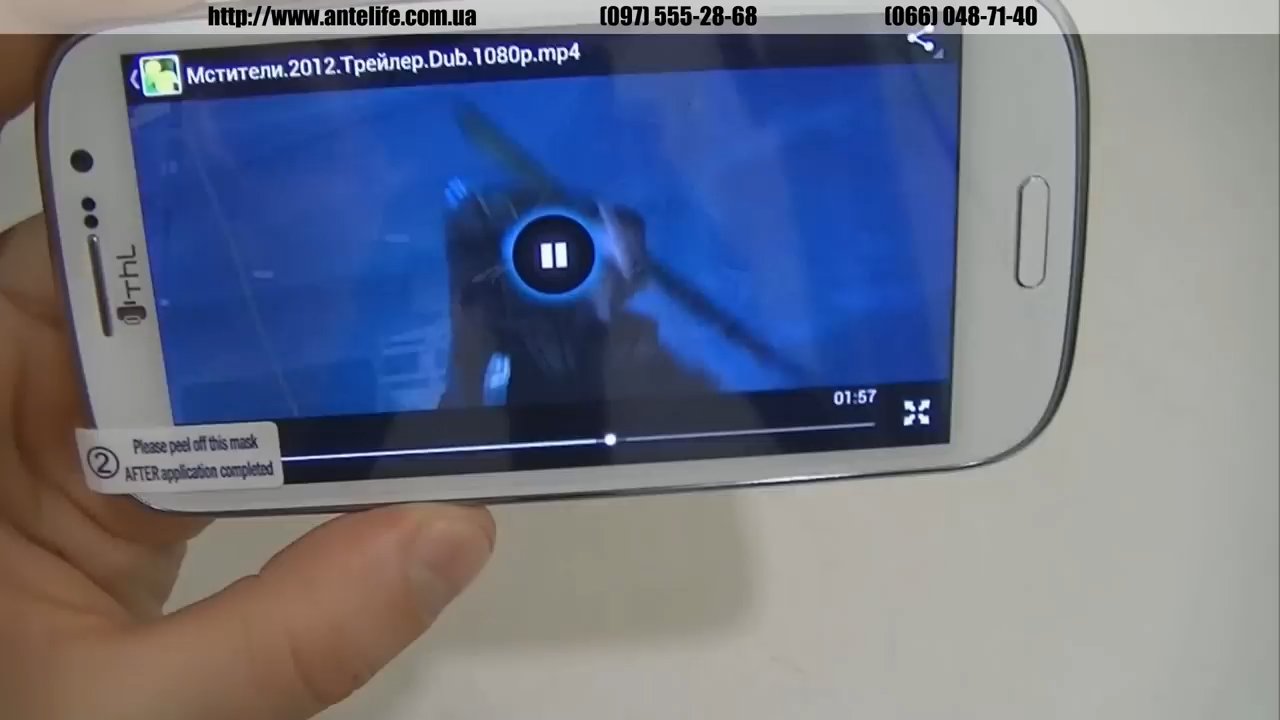 http://www.antelife.com.ua (097) 555-28-68 (066) 048-71-40
Мстители.2012.Трейлер.Dub.1080p.mp4
THL
01:57
2 Please peel off this mask
AFTER application completed